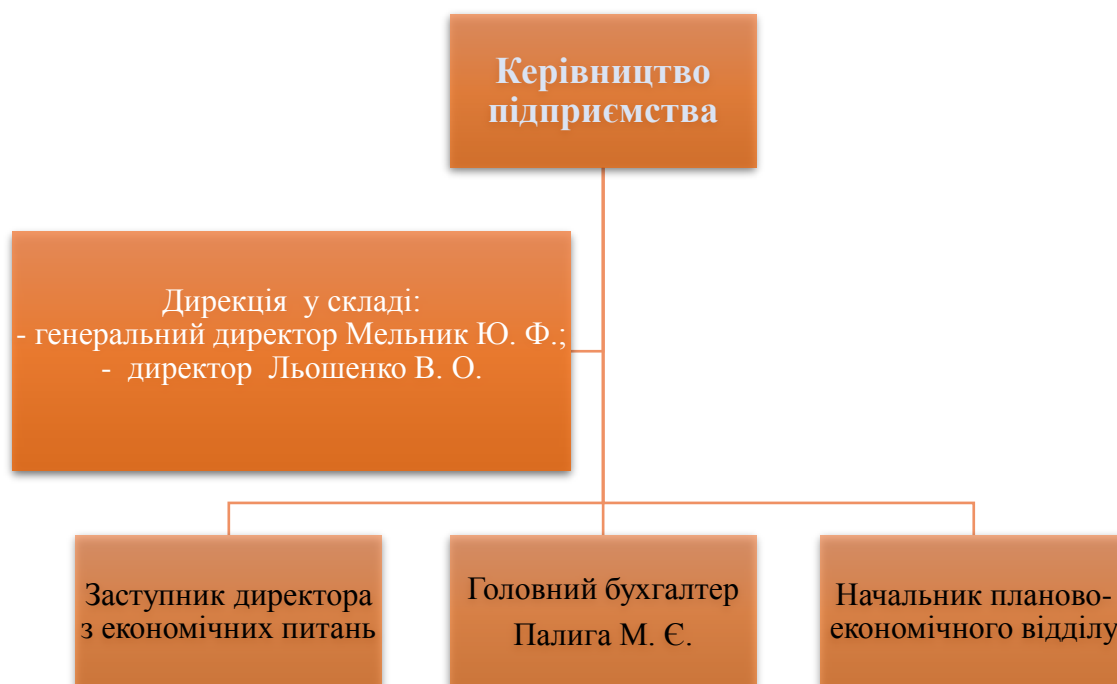 Керівництво
підприємства
Дирекція у складі:
- генеральний директор Мельник Ю. Ф.;
- директор Льошенко В. О.
Заступник директора
з економічних питань
Головний бухгалтер
Палига М. Є.
Начальник планово-
економічного відділу